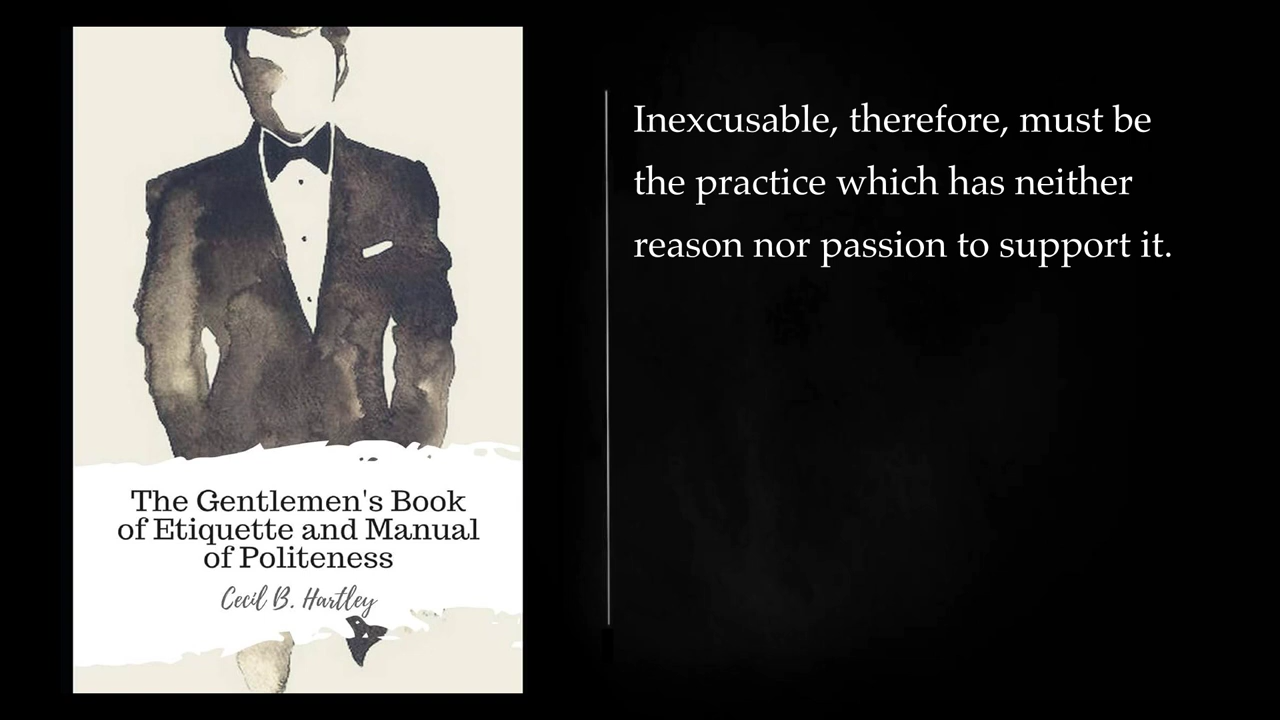 The Gentlemen's Book
of Etiquette and Manual
of Politeness
Cecil B. Hartley
Inexcusable, therefore, must be
the practice which has neither
reason nor passion to support it.